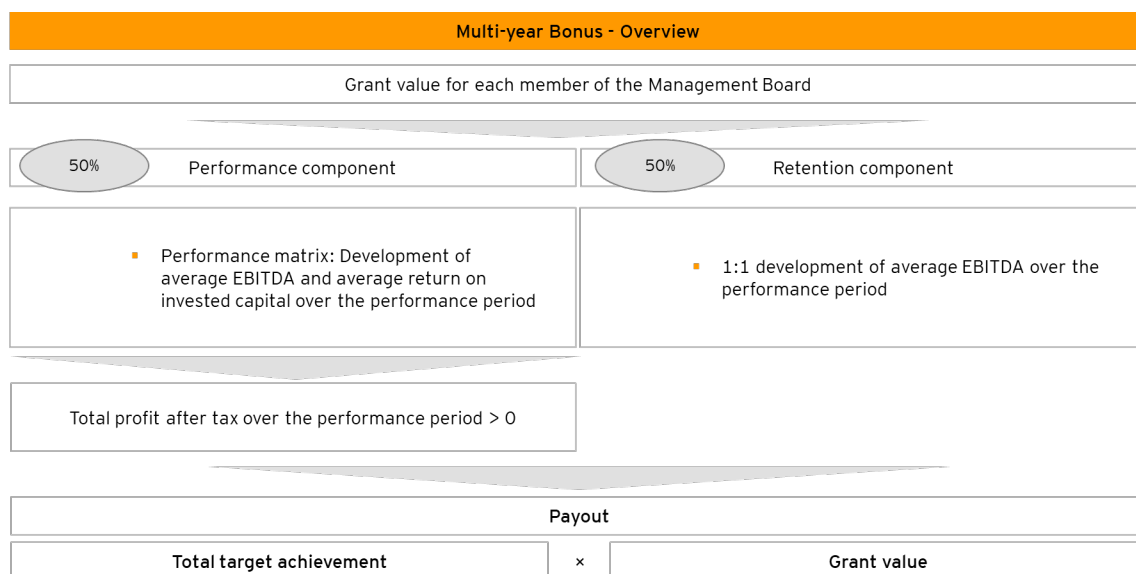 Multi-year Bonus - Overview
Grant value for each member of the Management Board
50%
Performance component
50%
Retention component
▪ Performance matrix: Development of
average EBITDA and average return on
invested capital over the performance period
▪ 1:1 development of average EBITDA over the
performance period
Total profit after tax over the performance period > 0
Payout
Total target achievement
×
Grant value